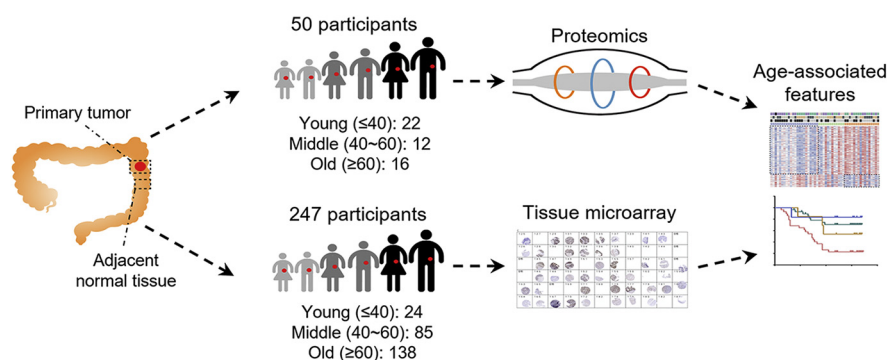 Primary tumor
Adjacent
normal tissue
50 participants
Young (≤40): 22
Middle (40~60): 12
Old (≥60): 16
Proteomics
247 participants
Young (≤40): 24
Middle (40~60): 85
Old (≥60): 138
Tissue microarray
Age-associated
features